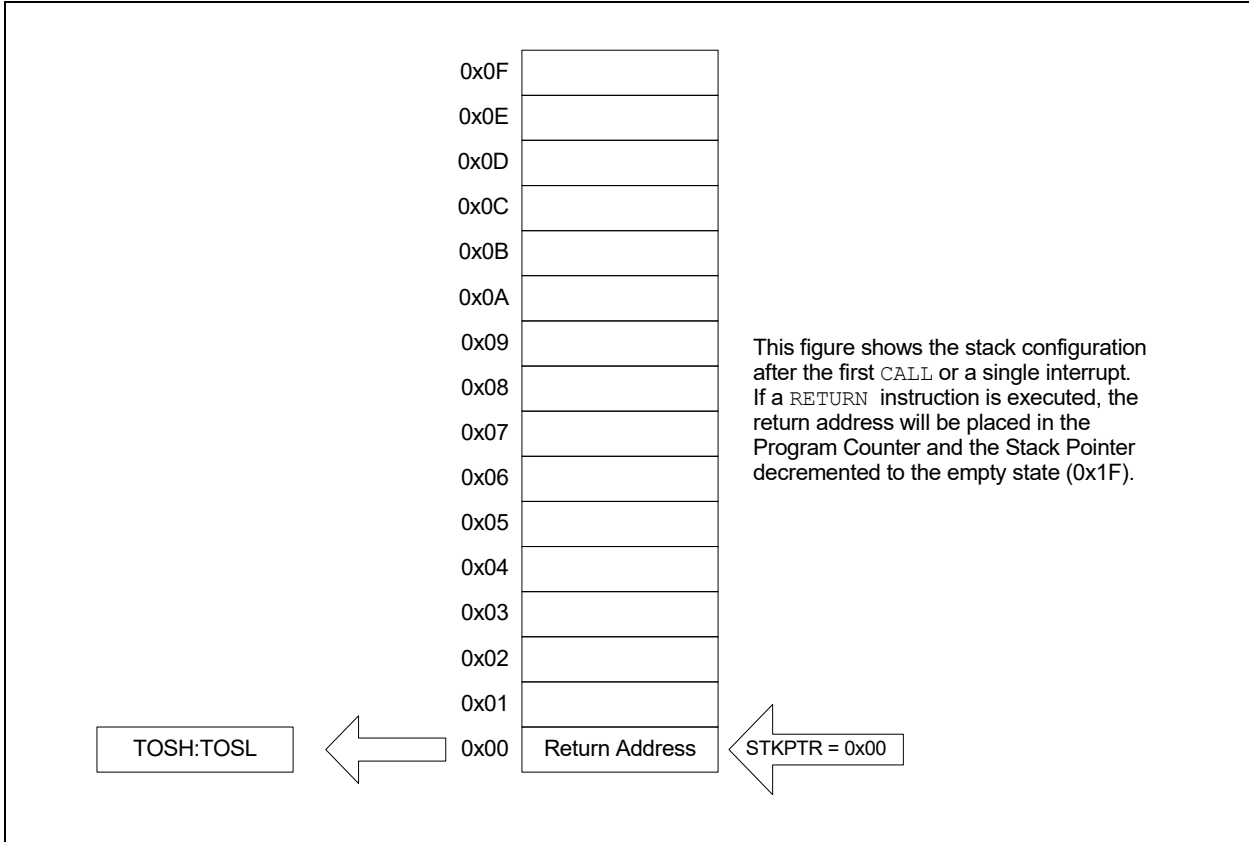 0x0F
0x0E
0x0D
0x0C
0x0B
0x0A
0x09
This figure shows the stack configuration
after the first CALL or a single interrupt.
If a RETURN instruction is executed, the
return address will be placed in the
Program Counter and the Stack Pointer
decremented to the empty state (0x1F).
0x08
0x07
0x06
0x05
0x04
0x03
0x02
0x01
TOSH:TOSL
0x00
Return Address
STKPTR = 0x00